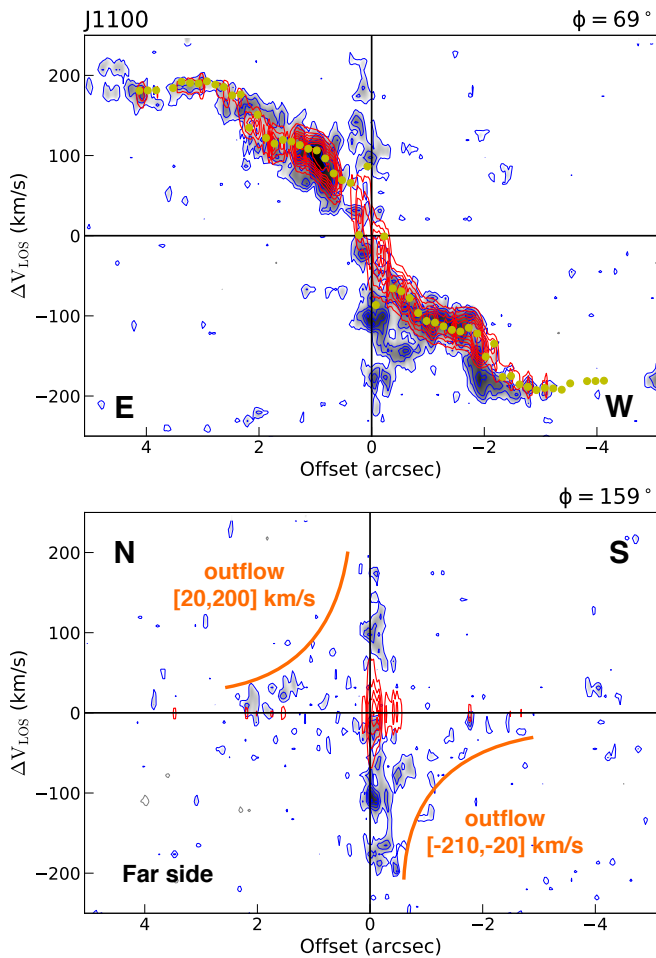 J1100
ϕ = 69°
200
100
0
−100
−200
ΔV_LOS (km/s)
E
W
4
2
0
−2
−4
Offset (arcsec)
ϕ = 159°
N
S
outflow
[20,200] km/s
200
100
0
−100
−200
ΔV_LOS (km/s)
outflow
[-210,-20] km/s
Far side
4
2
0
−2
−4
Offset (arcsec)